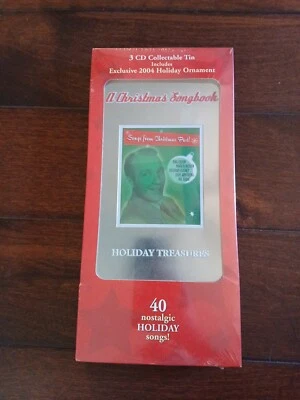 3 CD Collectable Tin
Includes
Exclusive 2004 Holiday Ornament
A Christmas Songbook
Songs from Christmas Past!
HOLIDAY TREASURES
40
nostalgic
HOLIDAY
songs!